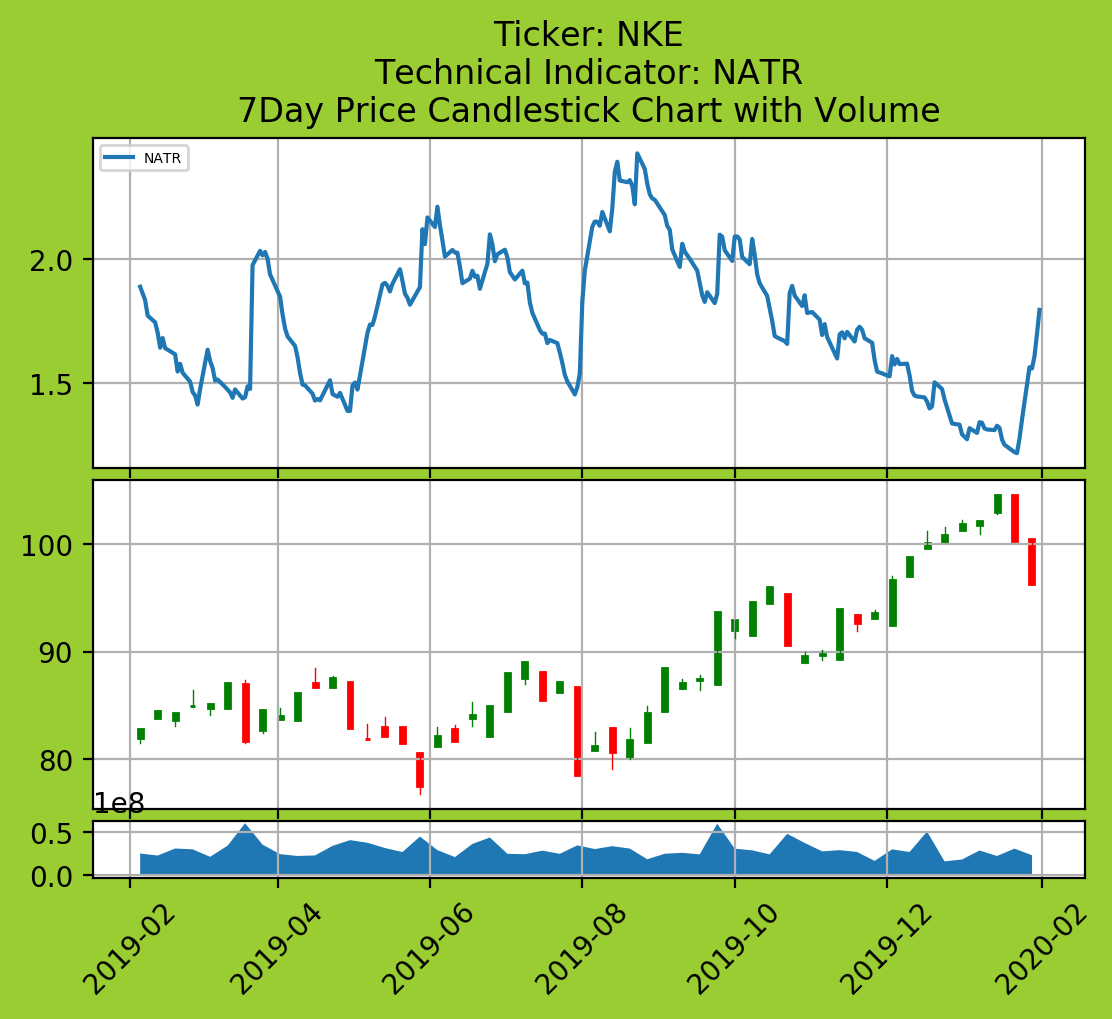 Ticker: NKE
Technical Indicator: NATR
7Day Price Candlestick Chart with Volume
NATR
2.0
1.5
100
90
80
1e8
0.5
0.0
2019-02
2019-04
2019-06
2019-08
2019-10
2019-12
2020-02